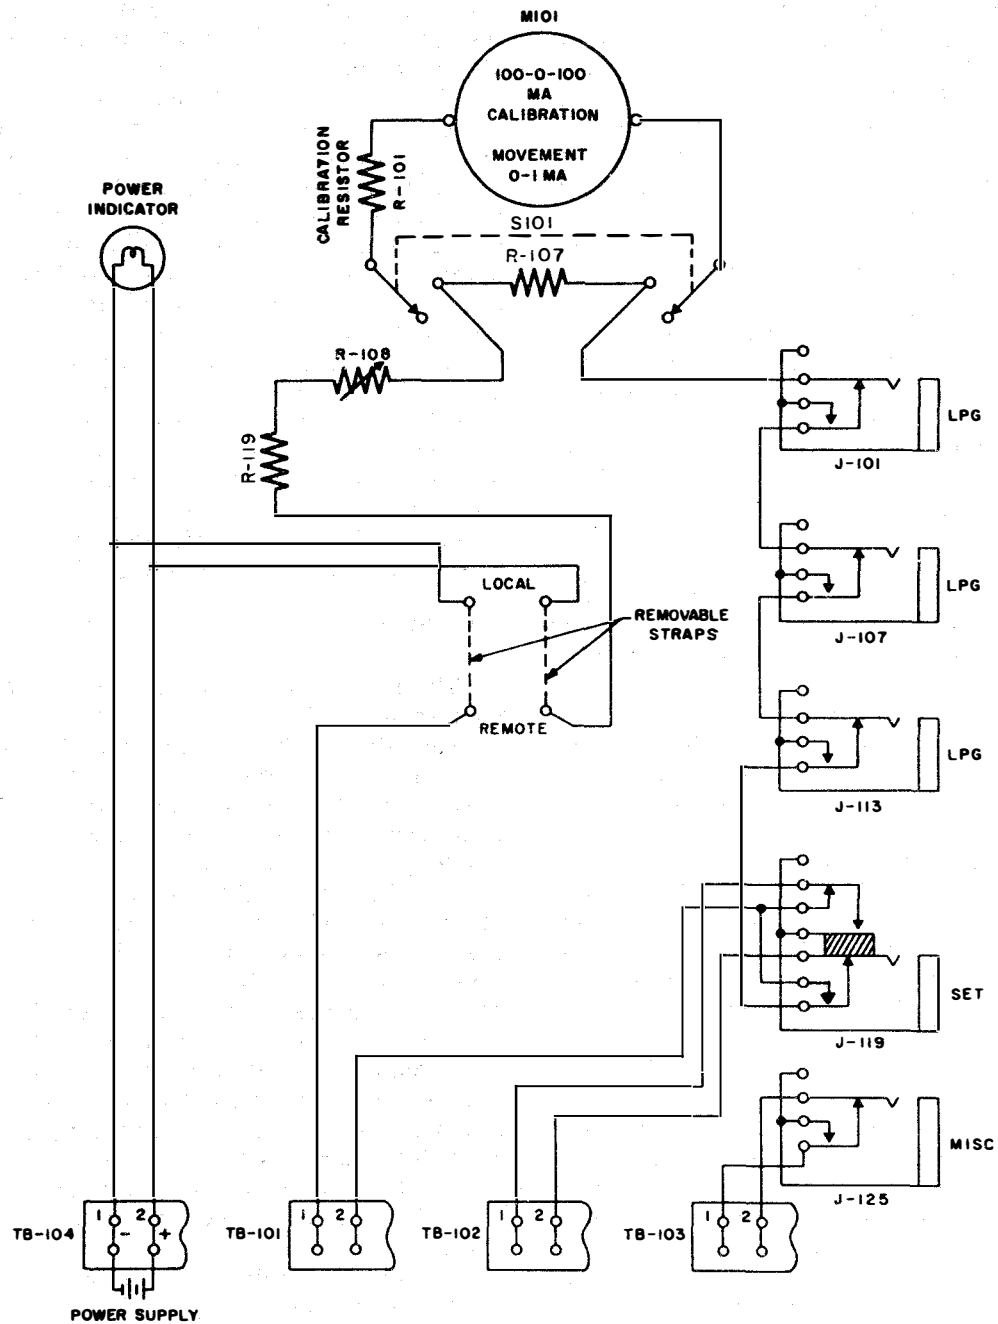 M101
100-0-100
MA
CALIBRATION
MOVEMENT
0-1 MA
CALIBRATION
RESISTOR
R-101
POWER
INDICATOR
S101
R-107
R-108
R-119
LPG
J-101
LPG
J-107
LOCAL
REMOVABLE
STRAPS
REMOTE
LPG
J-113
SET
J-119
MISC
J-125
TB-104
1 2
- +
TB-101
1 2
TB-102
1 2
TB-103
1 2
POWER SUPPLY